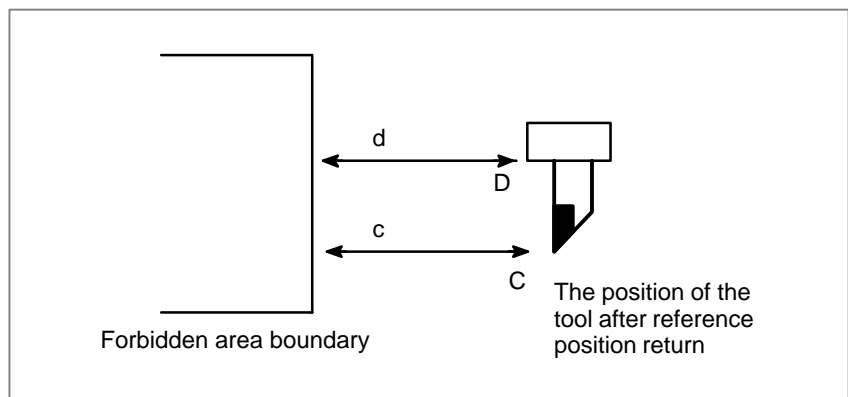 d
D
c
C
The position of the
tool after reference
position return
Forbidden area boundary